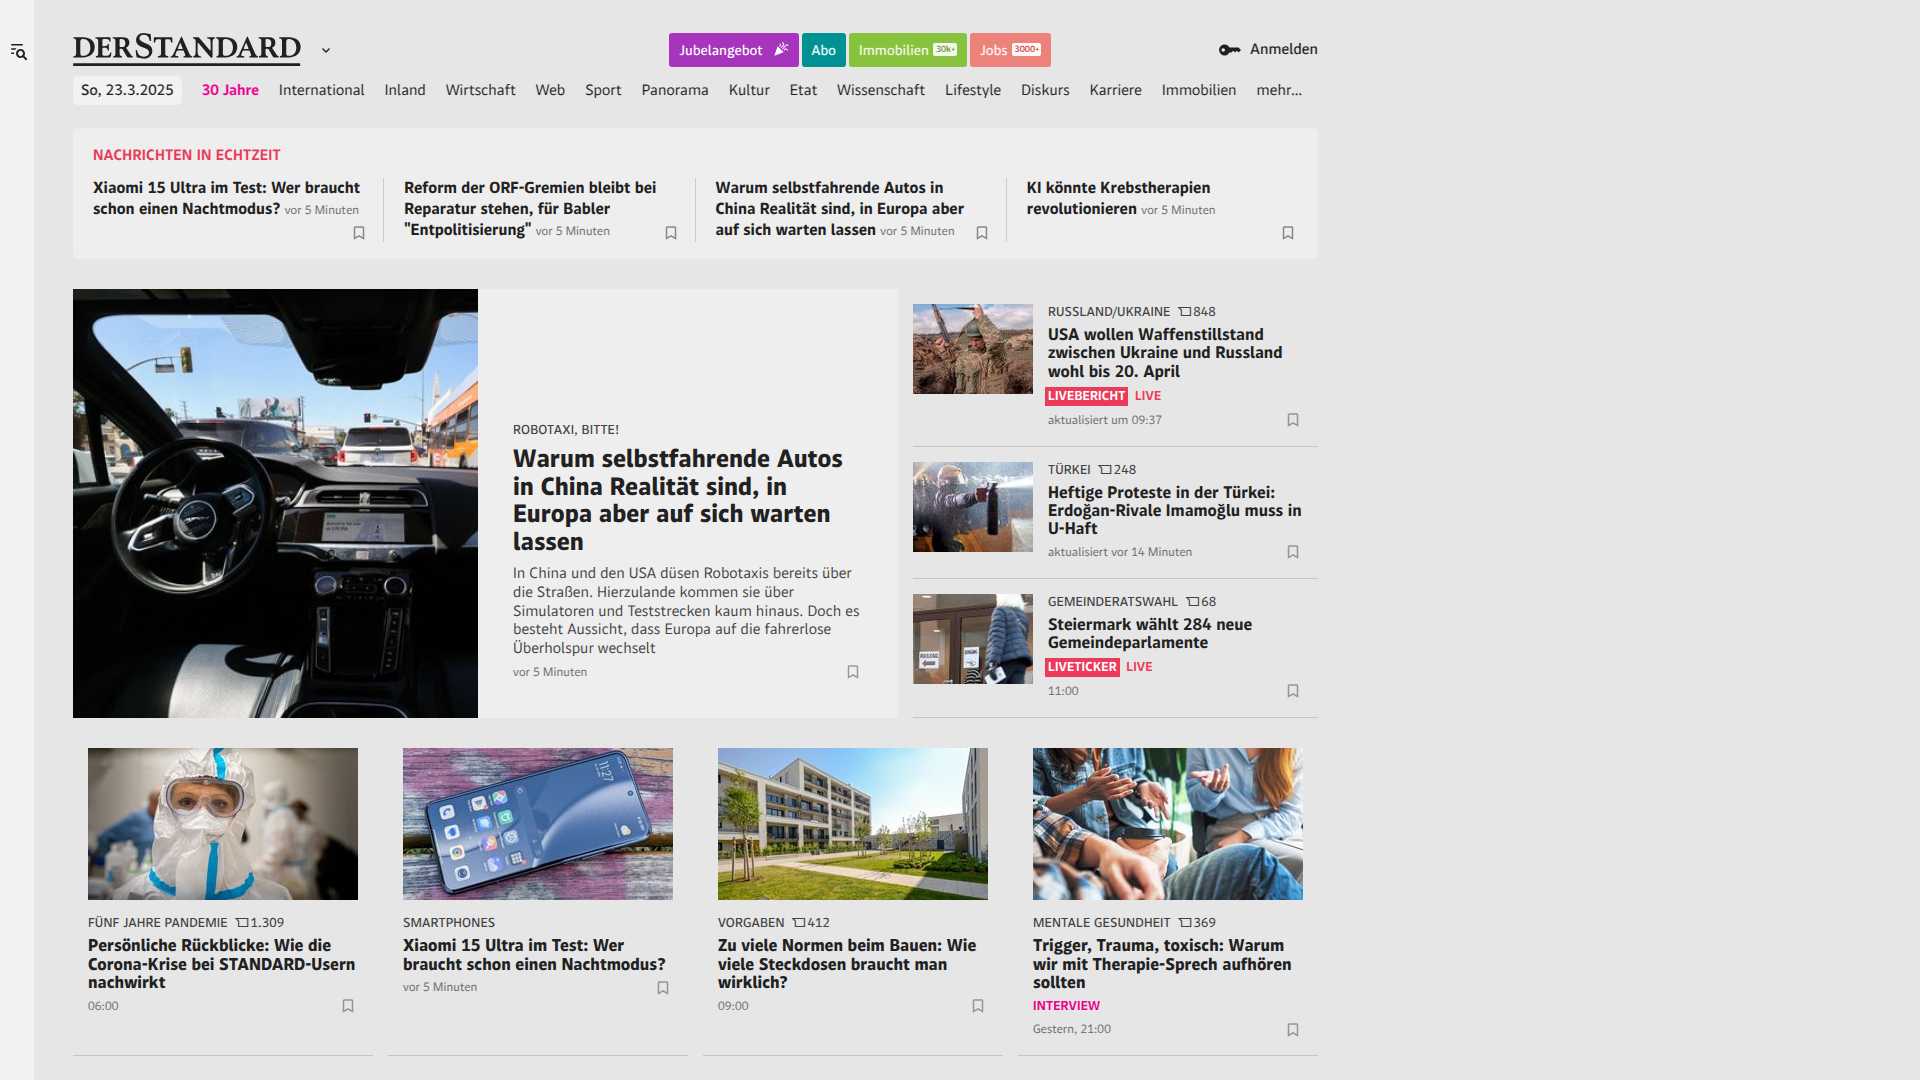 DERSTANDARD
Jubelangebot
Abo
Immobilien 30k+
Jobs 3000+
Anmelden
So, 23.3.2025
30 Jahre
International
Inland
Wirtschaft
Web
Sport
Panorama
Kultur
Etat
Wissenschaft
Lifestyle
Diskurs
Karriere
Immobilien
mehr...
NACHRICHTEN IN ECHTZEIT
Xiaomi 15 Ultra im Test: Wer braucht
schon einen Nachtmodus? vor 5 Minuten
Reform der ORF-Gremien bleibt bei
Reparatur stehen, für Babler
"Entpolitisierung" vor 5 Minuten
Warum selbstfahrende Autos in
China Realität sind, in Europa aber
auf sich warten lassen vor 5 Minuten
KI könnte Krebstherapien
revolutionieren vor 5 Minuten
ROBOTAXI, BITTE!
Warum selbstfahrende Autos
in China Realität sind, in
Europa aber auf sich warten
lassen
In China und den USA düsen Robotaxis bereits über
die Straßen. Hierzulande kommen sie über
Simulatoren und Teststrecken kaum hinaus. Doch es
besteht Aussicht, dass Europa auf die fahrerlose
Überholspur wechselt
vor 5 Minuten
RUSSLAND/UKRAINE 848
USA wollen Waffenstillstand
zwischen Ukraine und Russland
wohl bis 20. April
LIVEBERICHT LIVE
aktualisiert um 09:37
TÜRKEI 248
Heftige Proteste in der Türkei:
Erdoğan-Rivale Imamoğlu muss in
U-Haft
aktualisiert vor 14 Minuten
GEMEINDERATSWAHL 68
Steiermark wählt 284 neue
Gemeindeparlamente
LIVETICKER LIVE
11:00
11:27
FÜNF JAHRE PANDEMIE 1.309
Persönliche Rückblicke: Wie die
Corona-Krise bei STANDARD-Usern
nachwirkt
06:00
SMARTPHONES
Xiaomi 15 Ultra im Test: Wer
braucht schon einen Nachtmodus?
vor 5 Minuten
VORGABEN 412
Zu viele Normen beim Bauen: Wie
viele Steckdosen braucht man
wirklich?
09:00
MENTALE GESUNDHEIT 369
Trigger, Trauma, toxisch: Warum
wir mit Therapie-Sprech aufhören
sollten
INTERVIEW
Gestern, 21:00